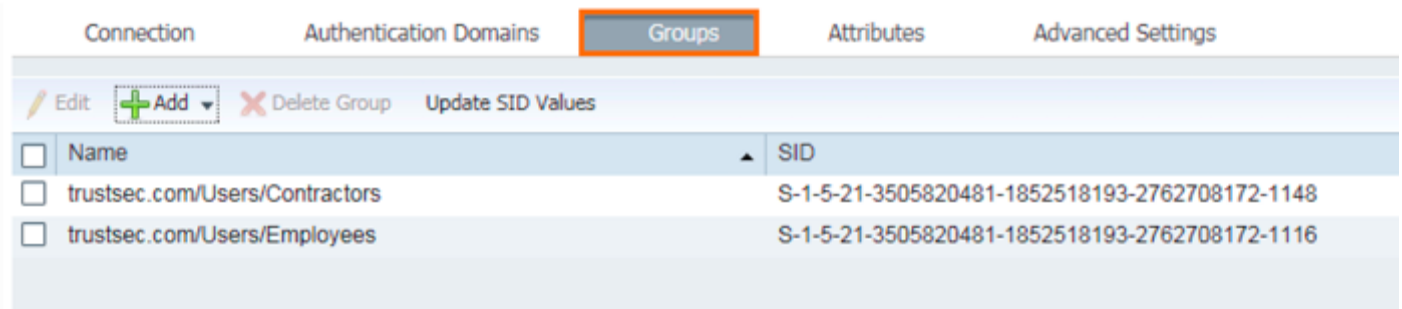 Connection Authentication Domains Groups Attributes Advanced Settings
Edit Add Delete Group Update SID Values
Name SID
trustsec.com/Users/Contractors S-1-5-21-3505820481-1852518193-2762708172-1148
trustsec.com/Users/Employees S-1-5-21-3505820481-1852518193-2762708172-1116